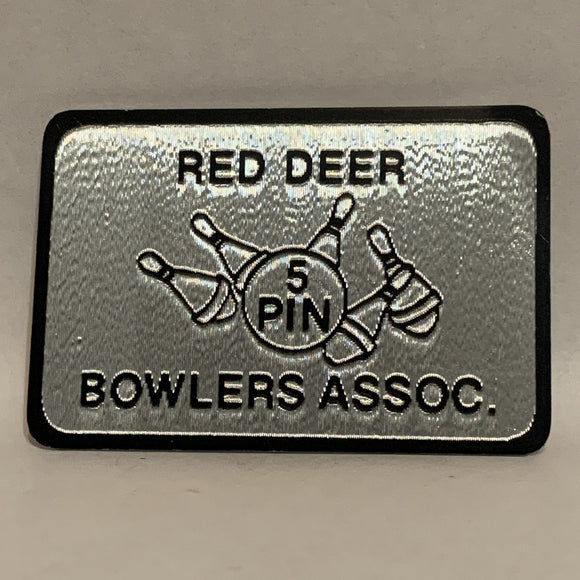 RED DEER
5
PIN
BOWLERS ASSOC.